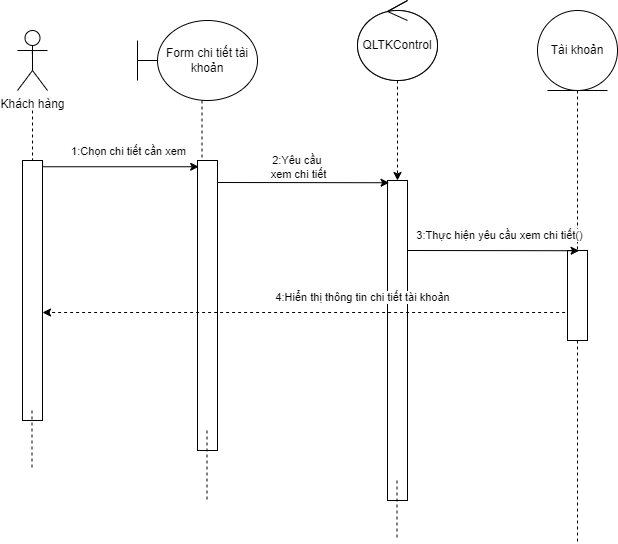 Form chi tiết tài
khoản
QLTKControl
Tài khoản
Khách hàng
1:Chọn chi tiết cần xem
2:Yêu cầu
xem chi tiết
3:Thực hiện yêu cầu xem chi tiết()
4:Hiển thị thông tin chi tiết tài khoản